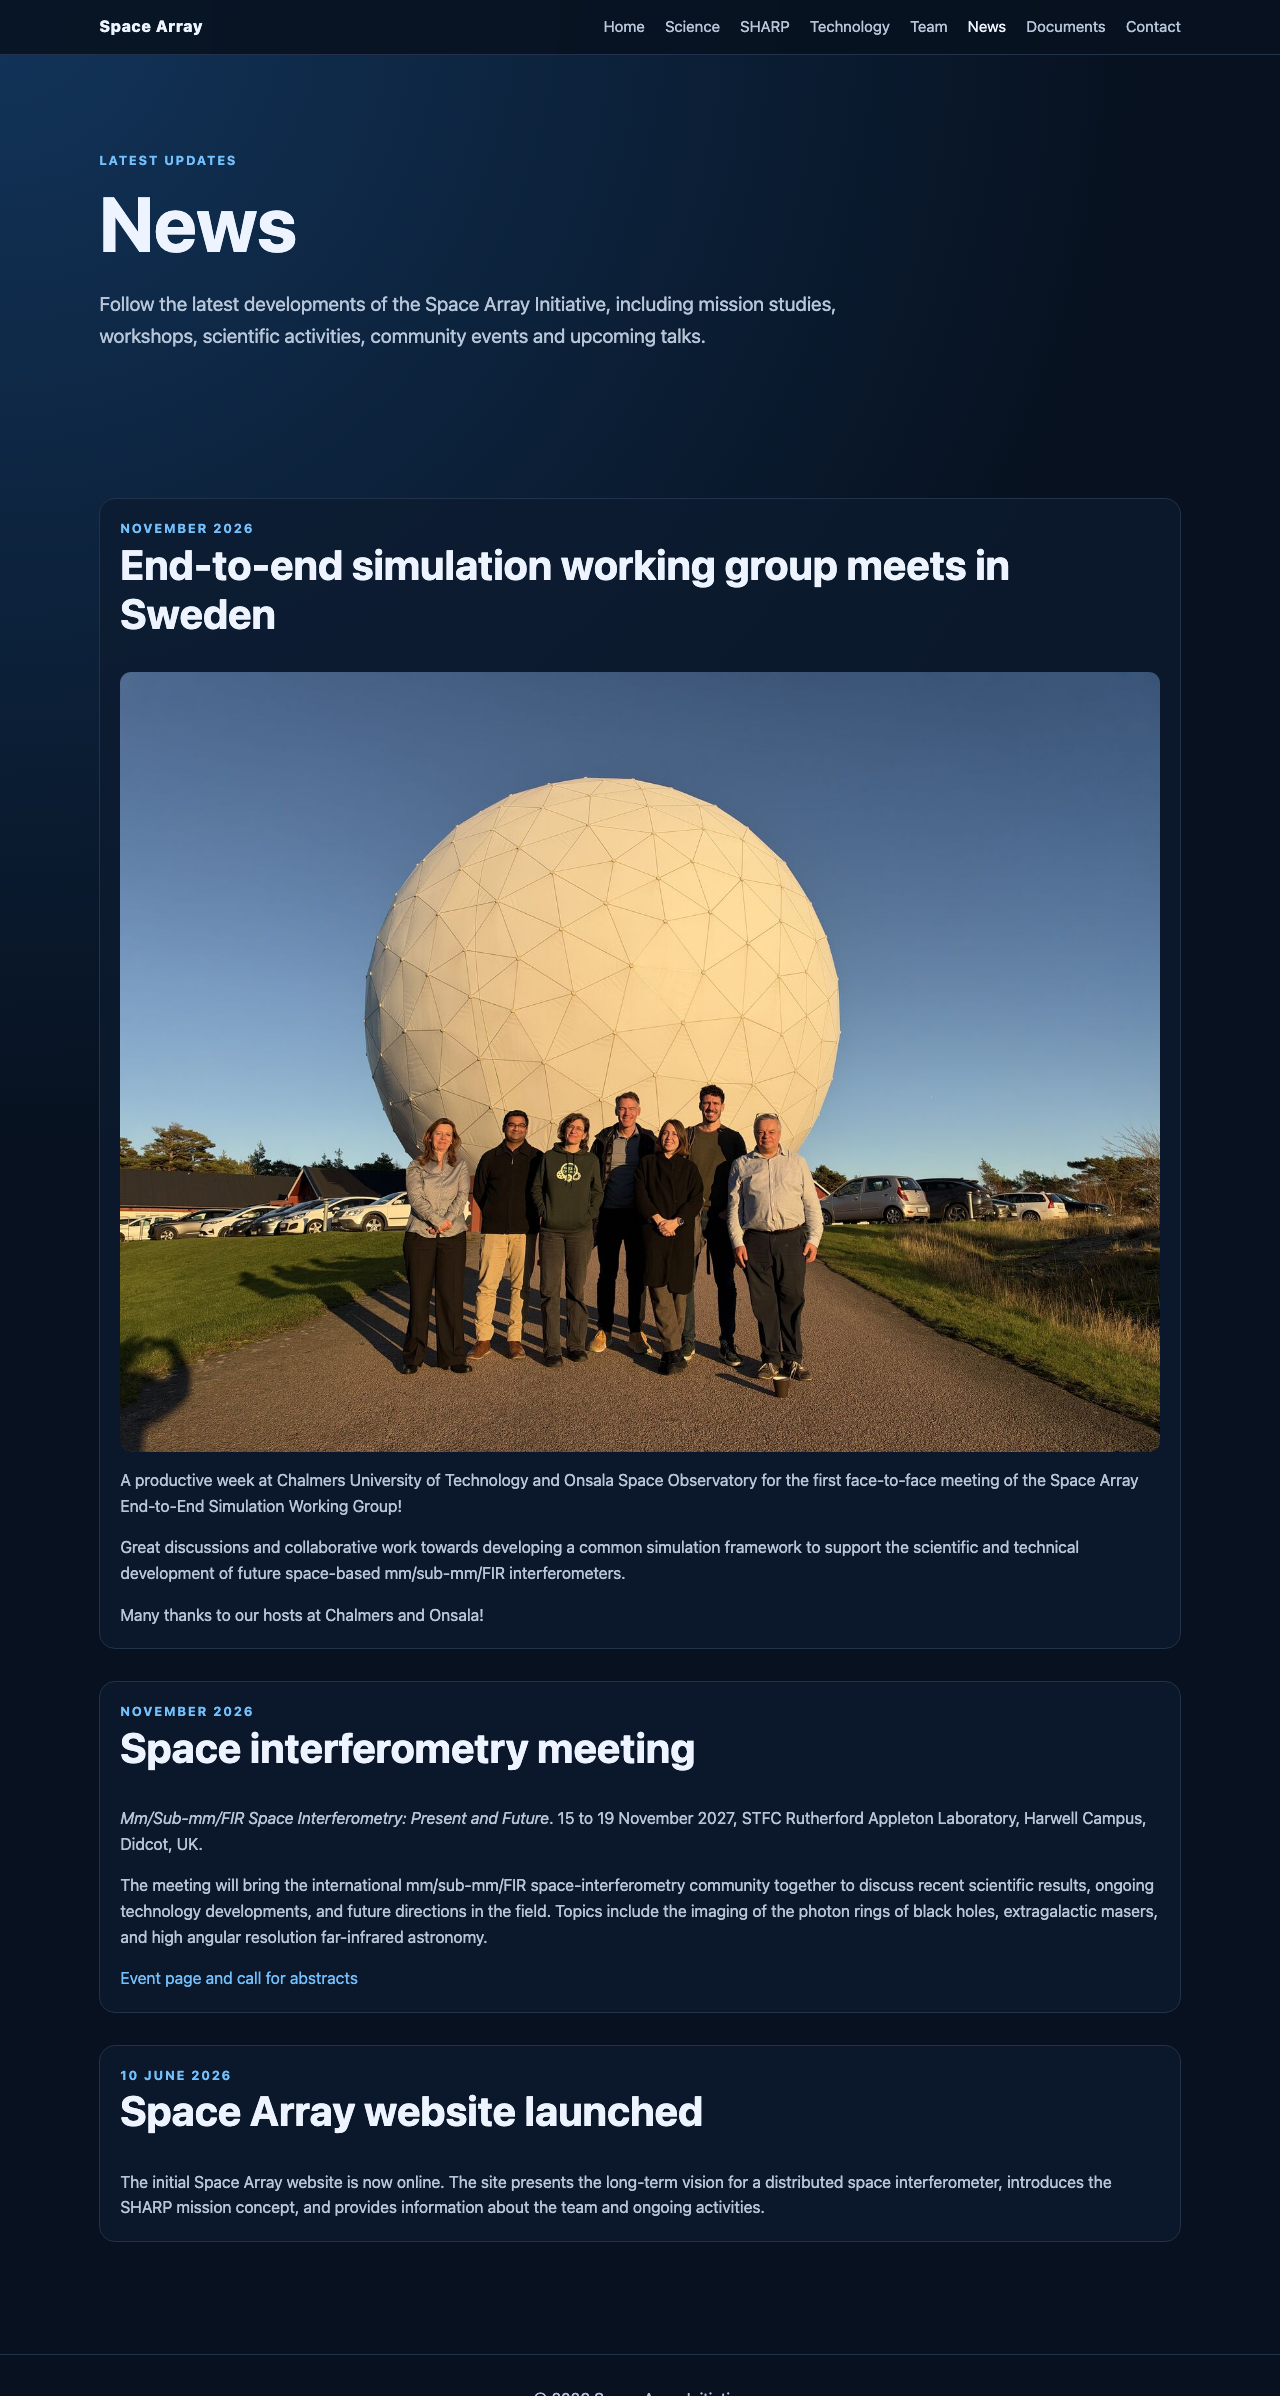 Space Array
Home Science SHARP Technology Team News Documents Contact
LATEST UPDATES
News
Follow the latest developments of the Space Array Initiative, including mission studies,
workshops, scientific activities, community events and upcoming talks.
NOVEMBER 2026
End-to-end simulation working group meets in
Sweden
A productive week at Chalmers University of Technology and Onsala Space Observatory for the first face-to-face meeting of the Space Array
End-to-End Simulation Working Group!
Great discussions and collaborative work towards developing a common simulation framework to support the scientific and technical
development of future space-based mm/sub-mm/FIR interferometers.
Many thanks to our hosts at Chalmers and Onsala!
NOVEMBER 2026
Space interferometry meeting
Mm/Sub-mm/FIR Space Interferometry: Present and Future. 15 to 19 November 2027, STFC Rutherford Appleton Laboratory, Harwell Campus,
Didcot, UK.
The meeting will bring the international mm/sub-mm/FIR space-interferometry community together to discuss recent scientific results, ongoing
technology developments, and future directions in the field. Topics include the imaging of the photon rings of black holes, extragalactic masers,
and high angular resolution far-infrared astronomy.
Event page and call for abstracts
10 JUNE 2026
Space Array website launched
The initial Space Array website is now online. The site presents the long-term vision for a distributed space interferometer, introduces the
SHARP mission concept, and provides information about the team and ongoing activities.